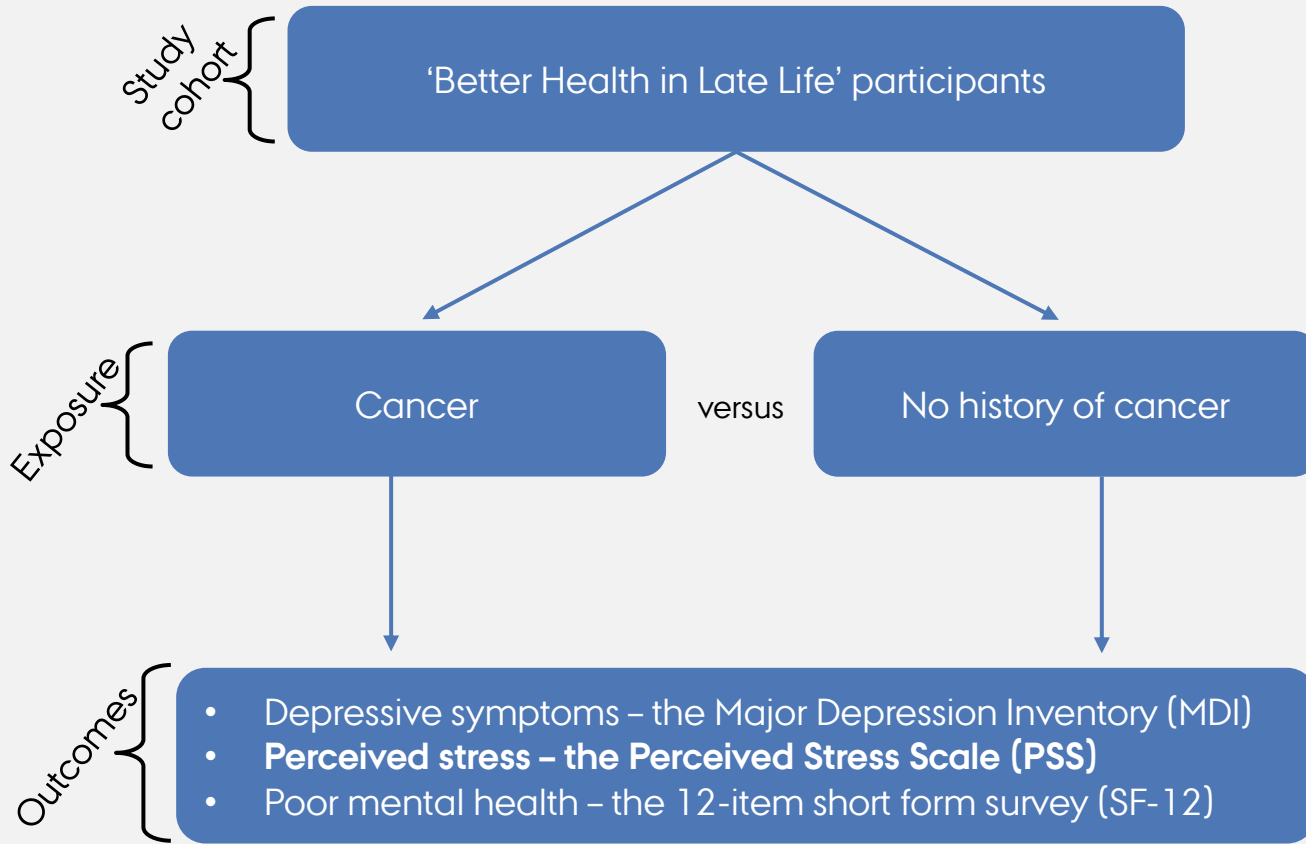 Study
cohort
‘Better Health in Late Life’ participants
Exposure
Cancer
versus
No history of cancer
Outcomes
• Depressive symptoms – the Major Depression Inventory (MDI)
• Perceived stress – the Perceived Stress Scale (PSS)
• Poor mental health – the 12-item short form survey (SF-12)